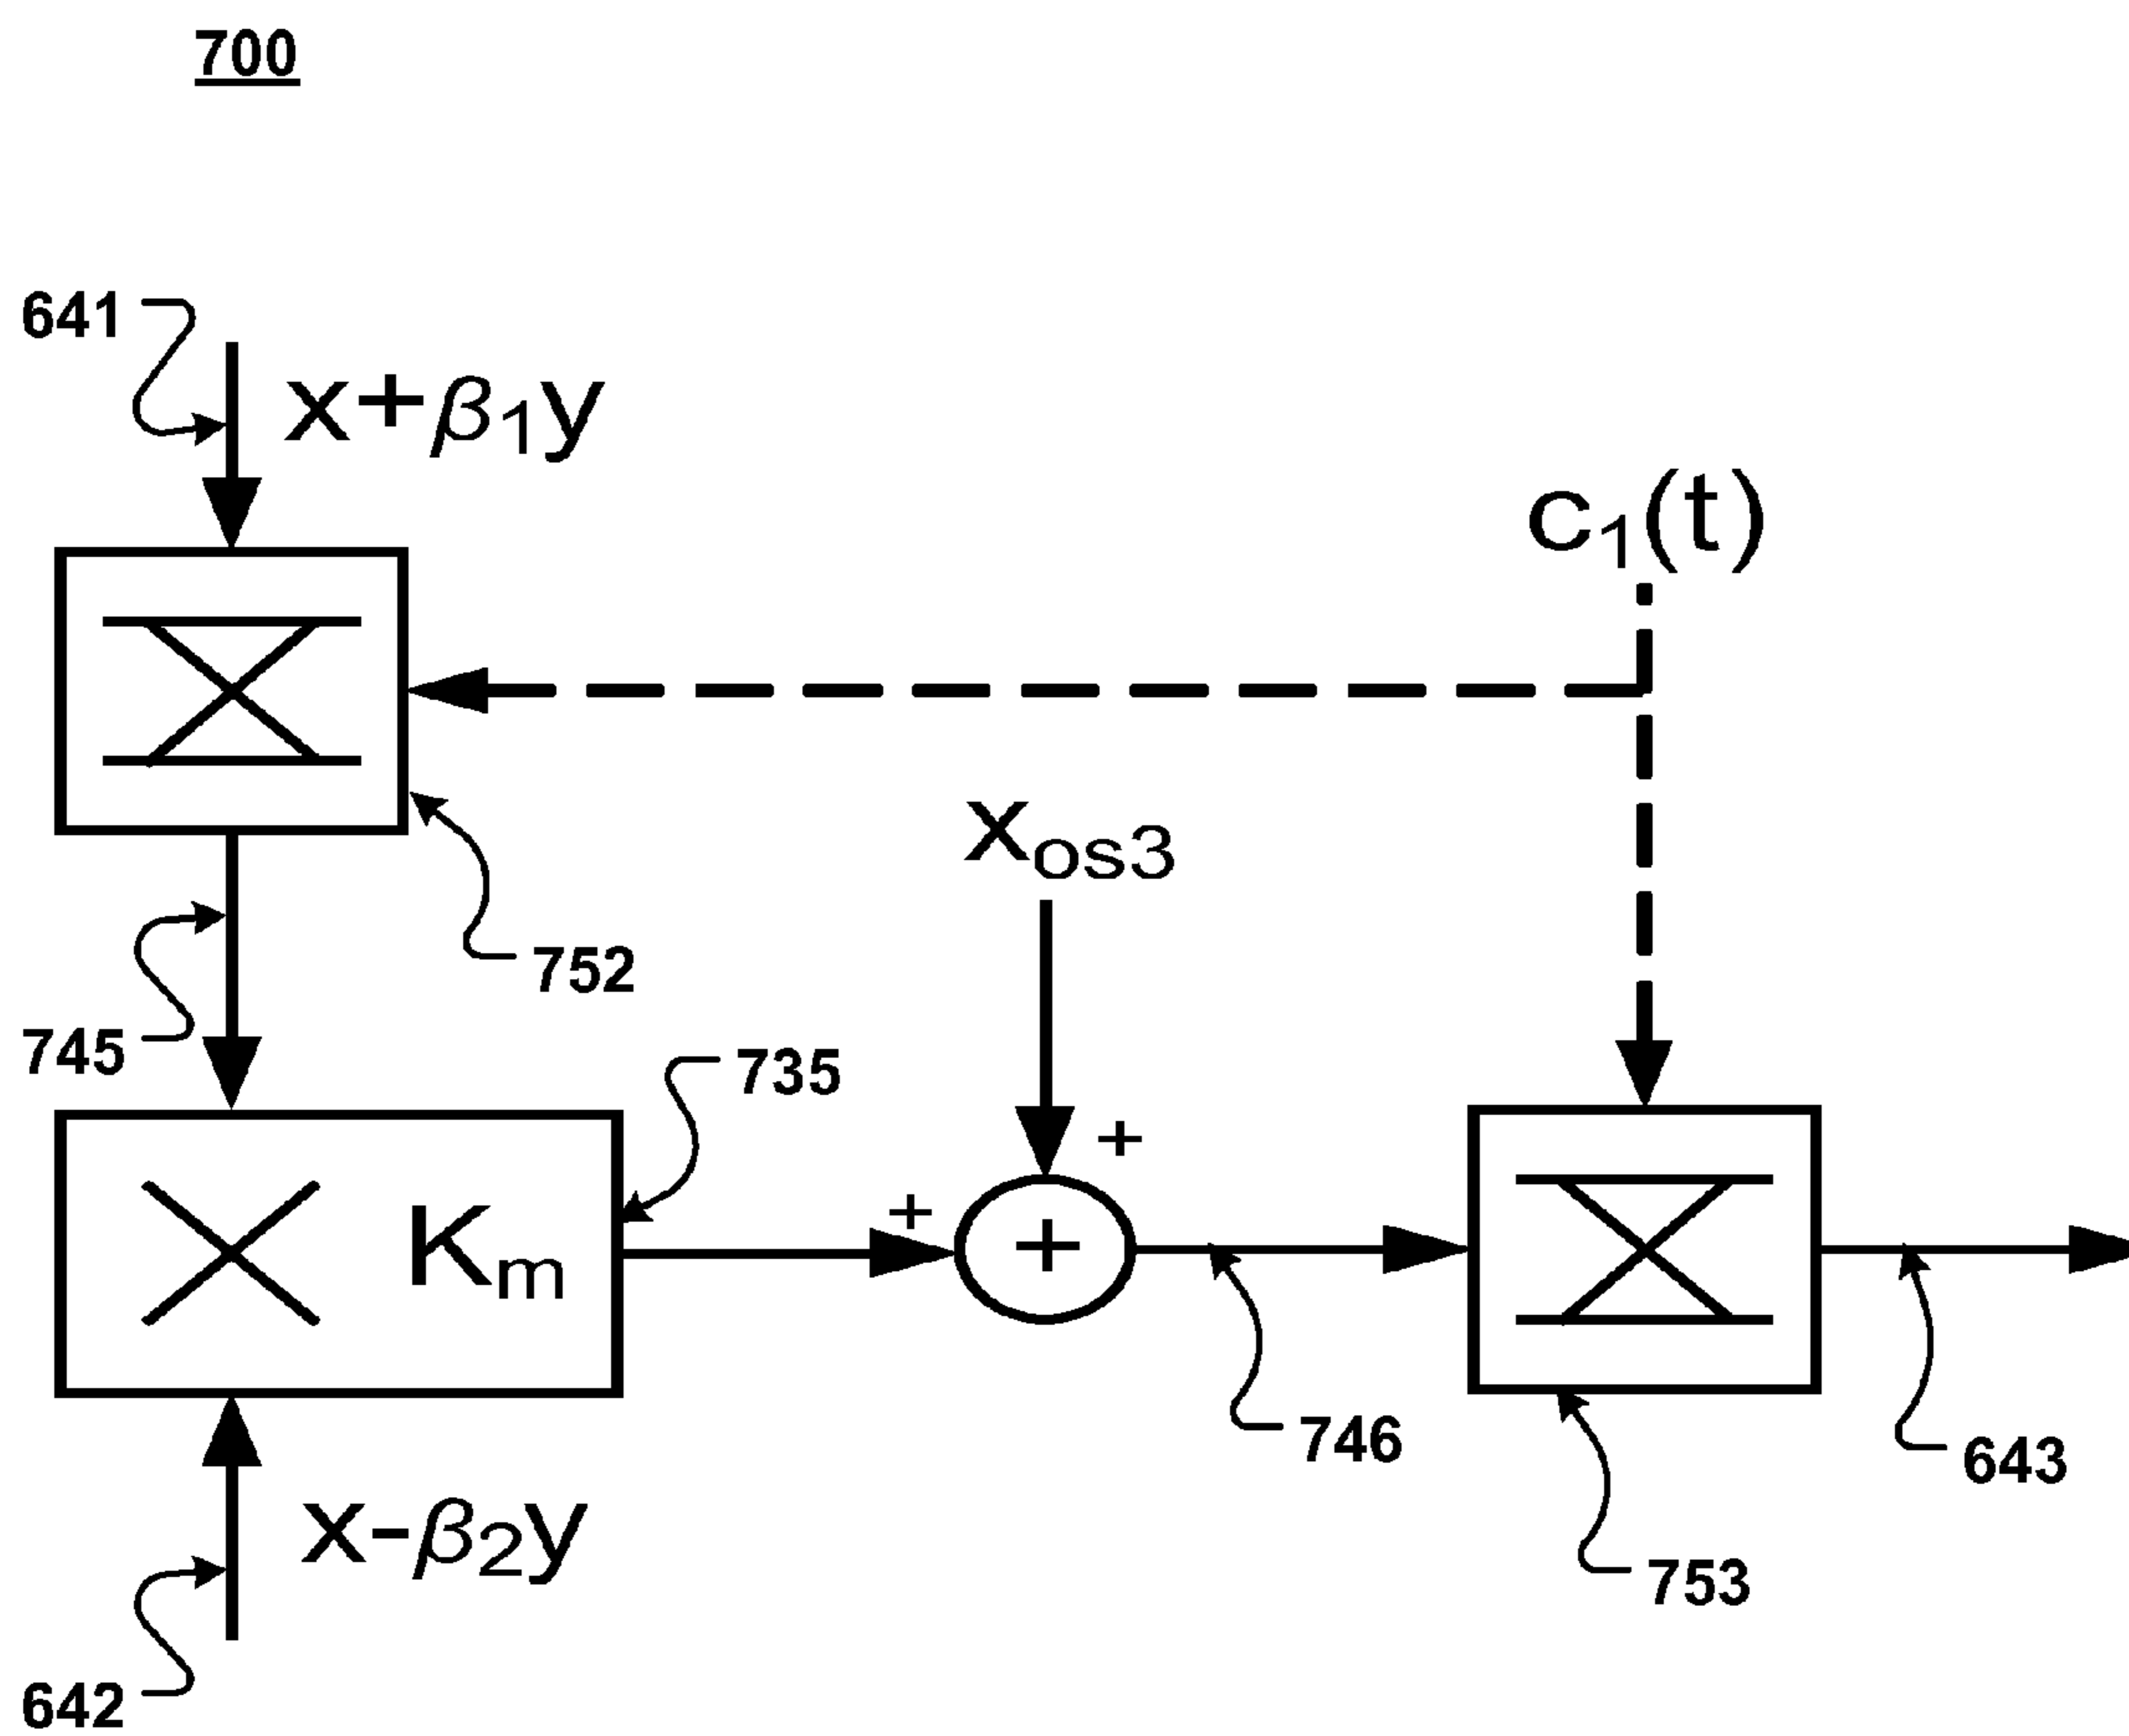 700
641
x+β₁y
c₁(t)
xos3
752
745
735
+
+
+
Km
746
643
x-β₂y
753
642